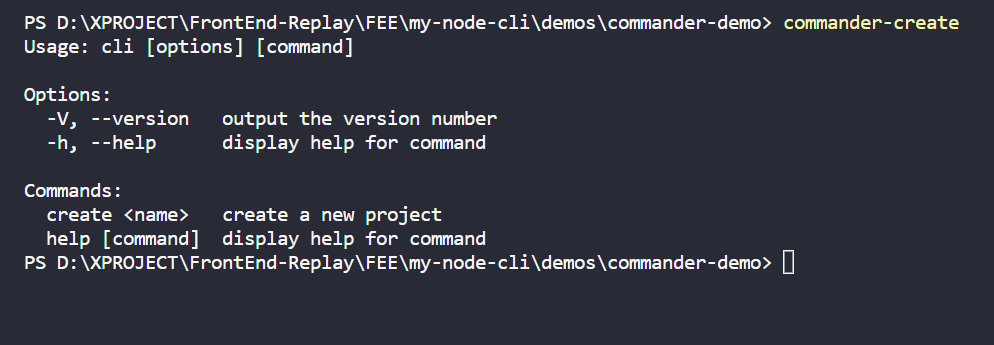 PS D:\XPROJECT\FrontEnd-Replay\FEE\my-node-cli\demos\commander-demo> commander-create
Usage: cli [options] [command]

Options:
  -V, --version   output the version number
  -h, --help      display help for command

Commands:
  create <name>   create a new project
  help [command]  display help for command
PS D:\XPROJECT\FrontEnd-Replay\FEE\my-node-cli\demos\commander-demo>